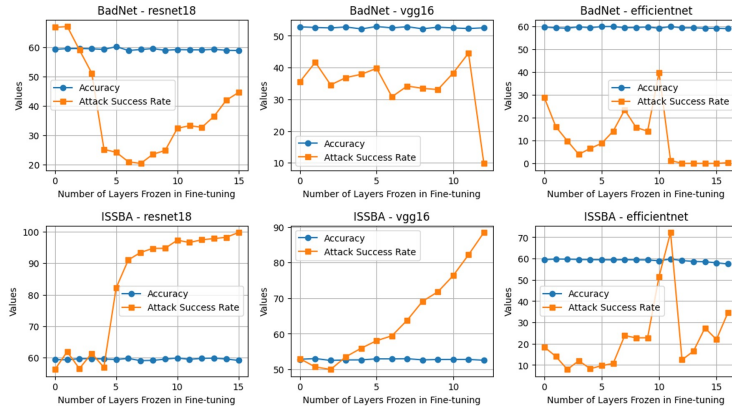 BadNet - resnet18
Values
60
50
40
30
20
Accuracy
Attack Success Rate
0 5 10 15
Number of Layers Frozen in Fine-tuning
BadNet - vgg16
Values
50
40
30
20
10
Accuracy
Attack Success Rate
0 5 10
Number of Layers Frozen in Fine-tuning
BadNet - efficientnet
Values
60
50
40
30
20
10
0
Accuracy
Attack Success Rate
0 5 10 15
Number of Layers Frozen in Fine-tuning
ISSBA - resnet18
Values
100
90
80
70
60
Accuracy
Attack Success Rate
0 5 10 15
Number of Layers Frozen in Fine-tuning
ISSBA - vgg16
Values
90
80
70
60
50
Accuracy
Attack Success Rate
0 5 10
Number of Layers Frozen in Fine-tuning
ISSBA - efficientnet
Values
70
60
50
40
30
20
10
Accuracy
Attack Success Rate
0 5 10 15
Number of Layers Frozen in Fine-tuning